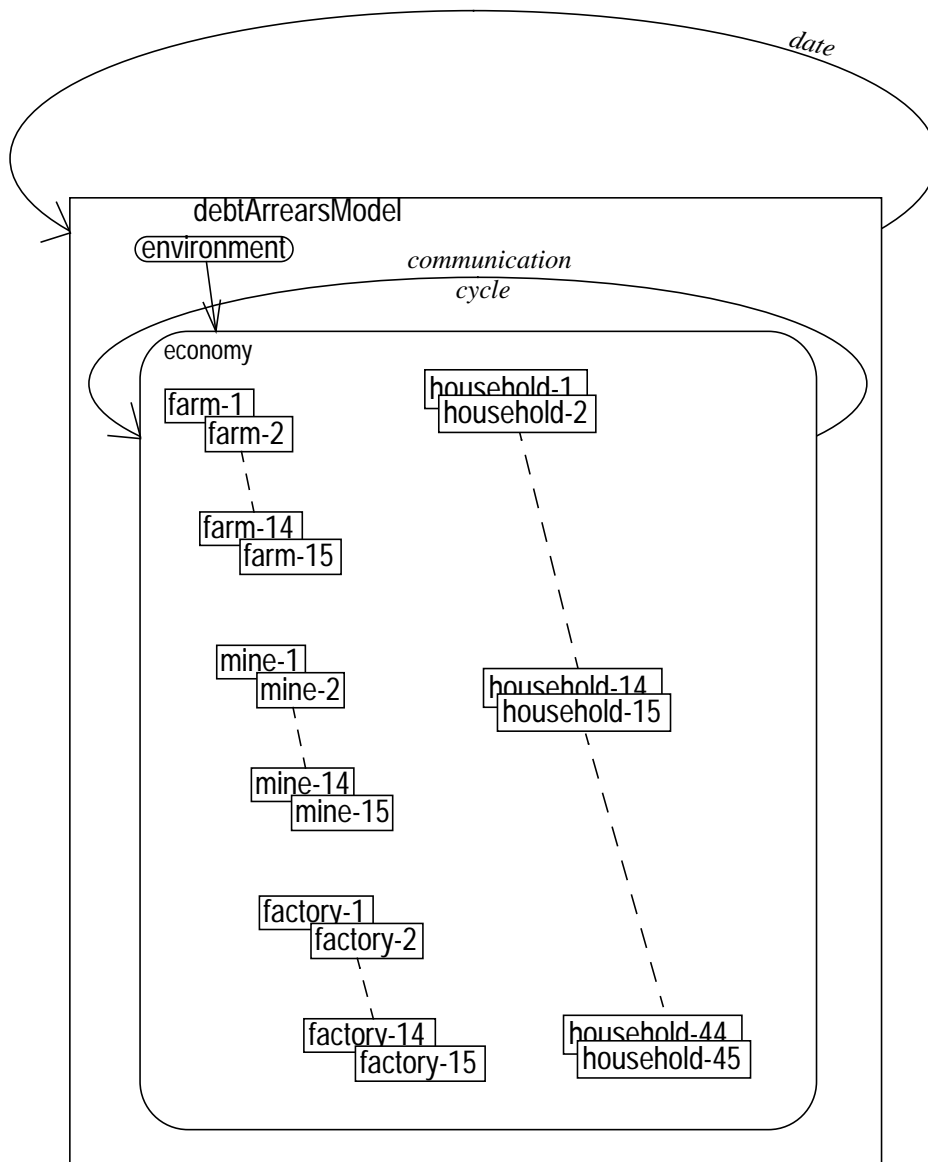 date
debtArrearsModel
environment
communication
cycle
economy
farm-1
farm-2
farm-14
farm-15
mine-1
mine-2
mine-14
mine-15
factory-1
factory-2
factory-14
factory-15
household-1
household-2
household-14
household-15
household-44
household-45